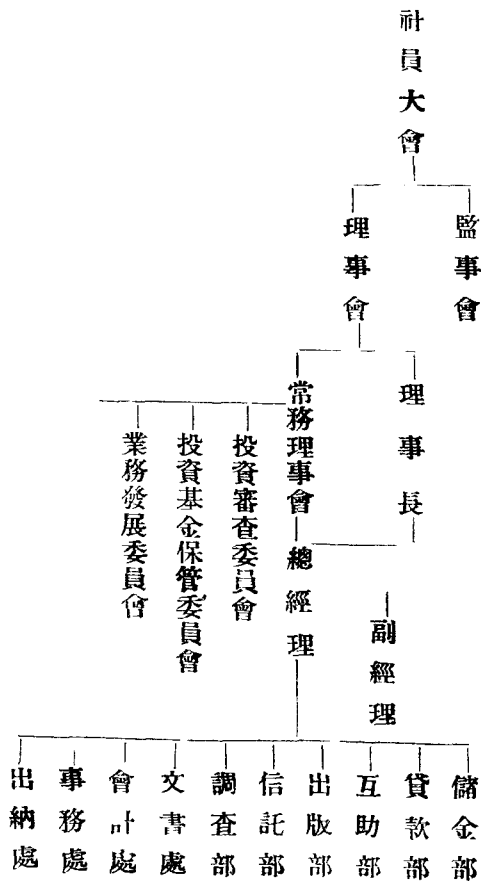 社員大會
監事會
理事會
理事長
常務理事會
投資審查委員會
投資基金保管委員會
業務發展委員會
總經理
副經理
儲金部
貸款部
互助部
出版部
信託部
調查部
文書處
會計處
事務處
出納處